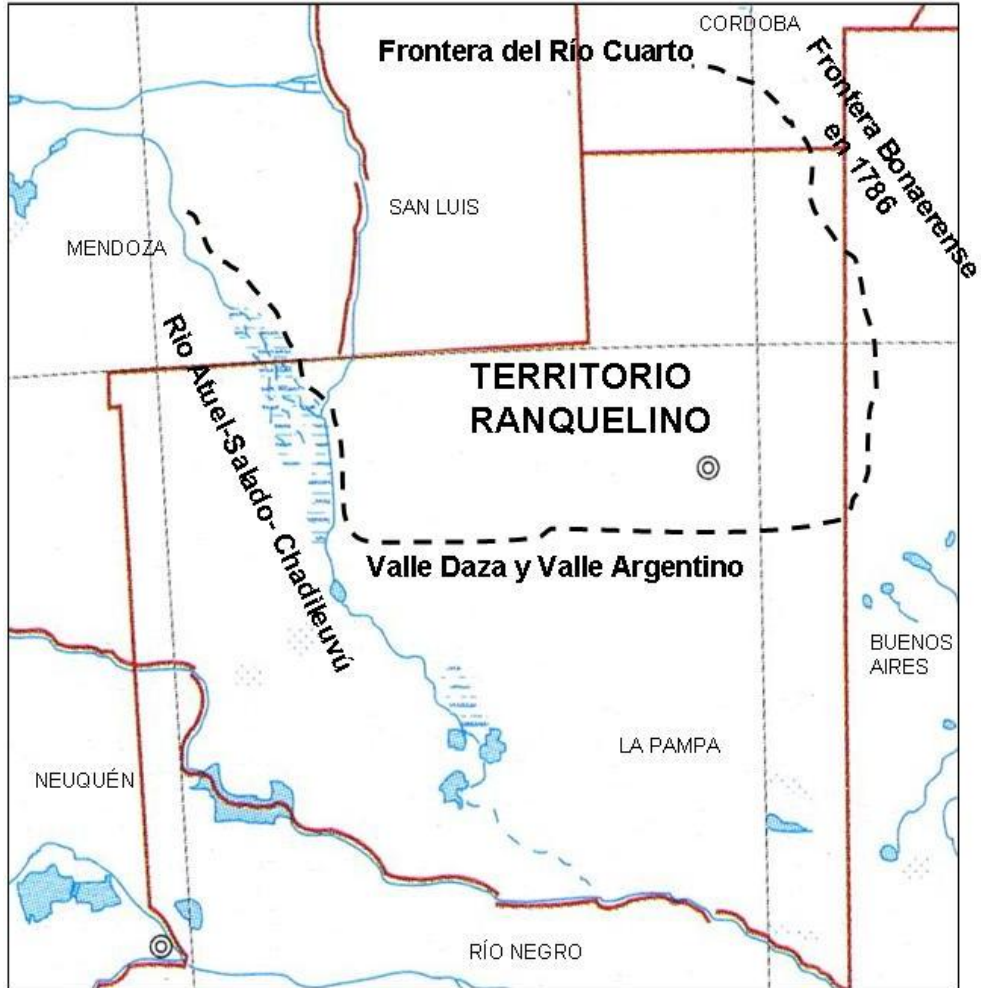 CORDOBA
Frontera del Río Cuarto
Frontera Bonaerense
en 1786
SAN LUIS
MENDOZA
Rio Atuel-Salado- Chadileuvú
TERRITORIO
RANQUELINO
Valle Daza y Valle Argentino
BUENOS
AIRES
LA PAMPA
NEUQUÉN
RÍO NEGRO